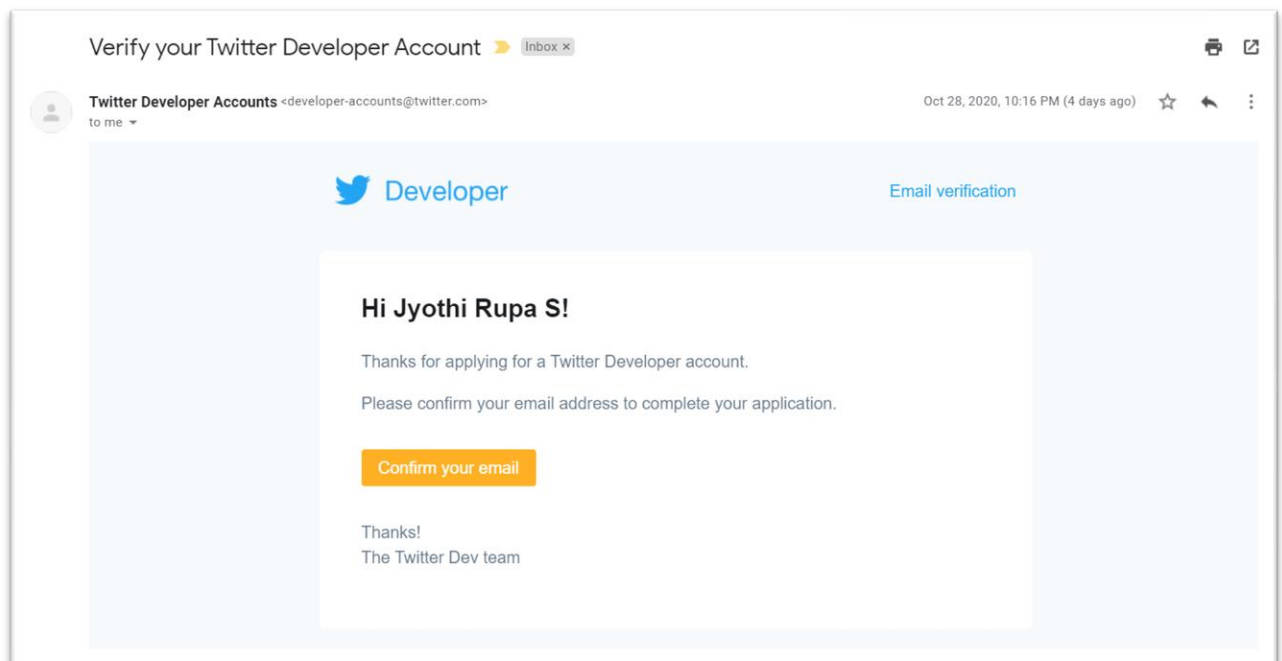 Verify your Twitter Developer Account Inbox ×
Twitter Developer Accounts <developer-accounts@twitter.com> Oct 28, 2020, 10:16 PM (4 days ago)
to me
Developer Email verification
Hi Jyothi Rupa S!
Thanks for applying for a Twitter Developer account.
Please confirm your email address to complete your application.
Confirm your email
Thanks!
The Twitter Dev team